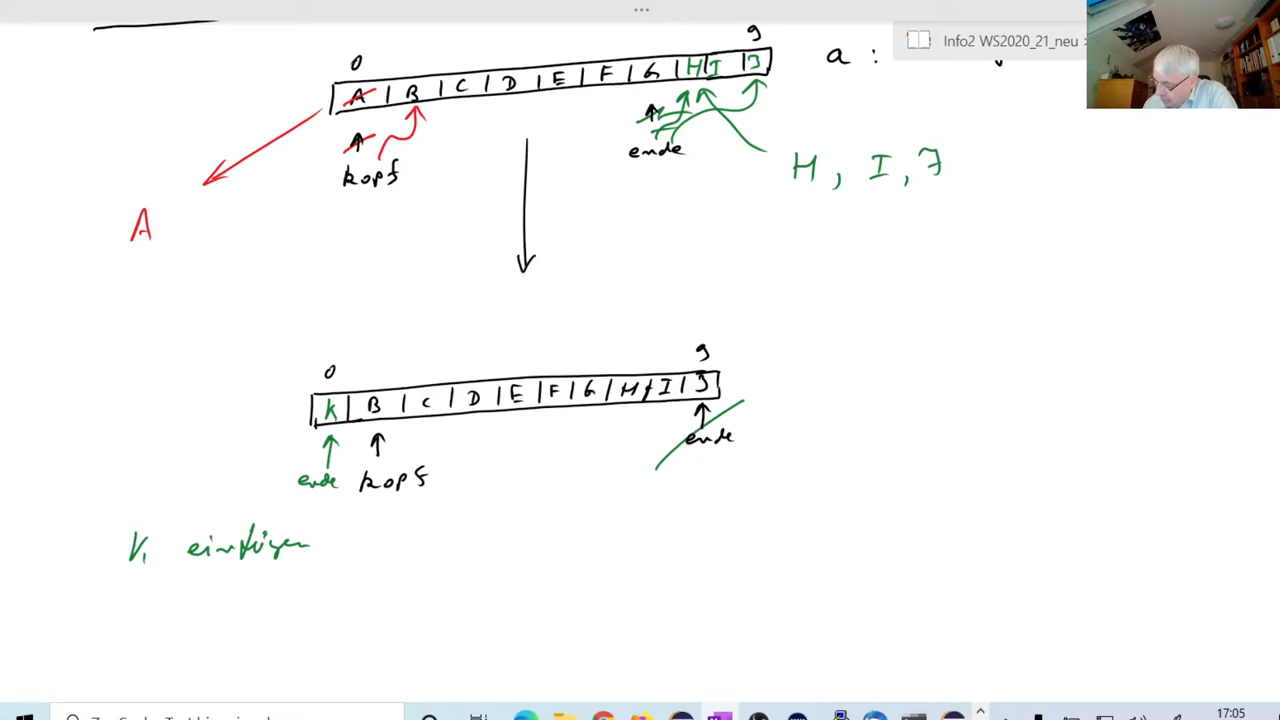 Info2 WS2020_21_neu
0 9
A B C D E F G H I J
a :
kopf
ende
H, I, J
A
0 9
K B C D E F G H I J
ende
kopf
ende
K einfügen
17:05